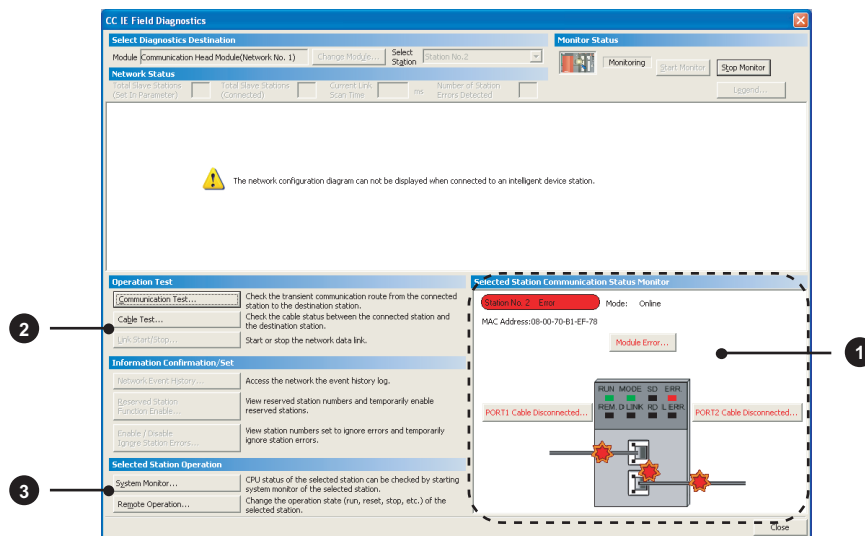 CC IE Field Diagnostics
Select Diagnostics Destination
Module Communication Head Module(Network No. 1) Change Module... Select Station Station No.2
Monitor Status
Monitoring Start Monitor Stop Monitor
Network Status
Total Slave Stations (Set In Parameter) Total Slave Stations (Connected) Current Link Scan Time ms Number of Station Errors Detected
Legend...
The network configuration diagram can not be displayed when connected to an intelligent device station.
Operation Test
Communication Test... Check the transient communication route from the connected station to the destination station.
Cable Test... Check the cable status between the connected station and the destination station.
Link Start/Stop... Start or stop the network data link.
2
Information Confirmation/Set
Network Event History... Access the network the event history log.
Reserved Station Function Enable... View reserved station numbers and temporarily enable reserved stations.
Enable / Disable Ignore Station Errors... View station numbers set to ignore errors and temporarily ignore station errors.
Selected Station Operation
System Monitor... CPU status of the selected station can be checked by starting system monitor of the selected station.
3
Remote Operation... Change the operation state (run, reset, stop, etc.) of the selected station.
Selected Station Communication Status Monitor
Station No. 2 Error Mode: Online
MAC Address:08-00-70-B1-EF-78
Module Error...
1
RUN MODE SD ERR.
REM. D LINK RD L ERR.
PORT1 Cable Disconnected...
PORT2 Cable Disconnected...
Close